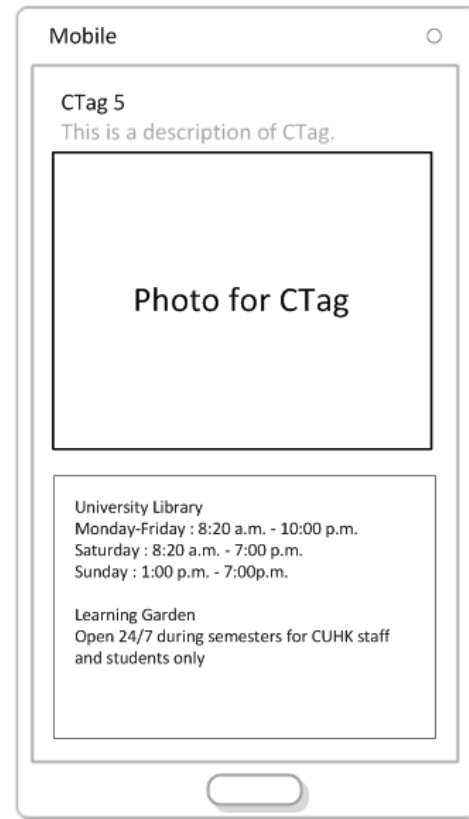 Mobile
CTag 5
This is a description of CTag.
Photo for CTag
University Library
Monday-Friday : 8:20 a.m. - 10:00 p.m.
Saturday : 8:20 a.m. - 7:00 p.m.
Sunday : 1:00 p.m. - 7:00p.m.
Learning Garden
Open 24/7 during semesters for CUHK staff
and students only